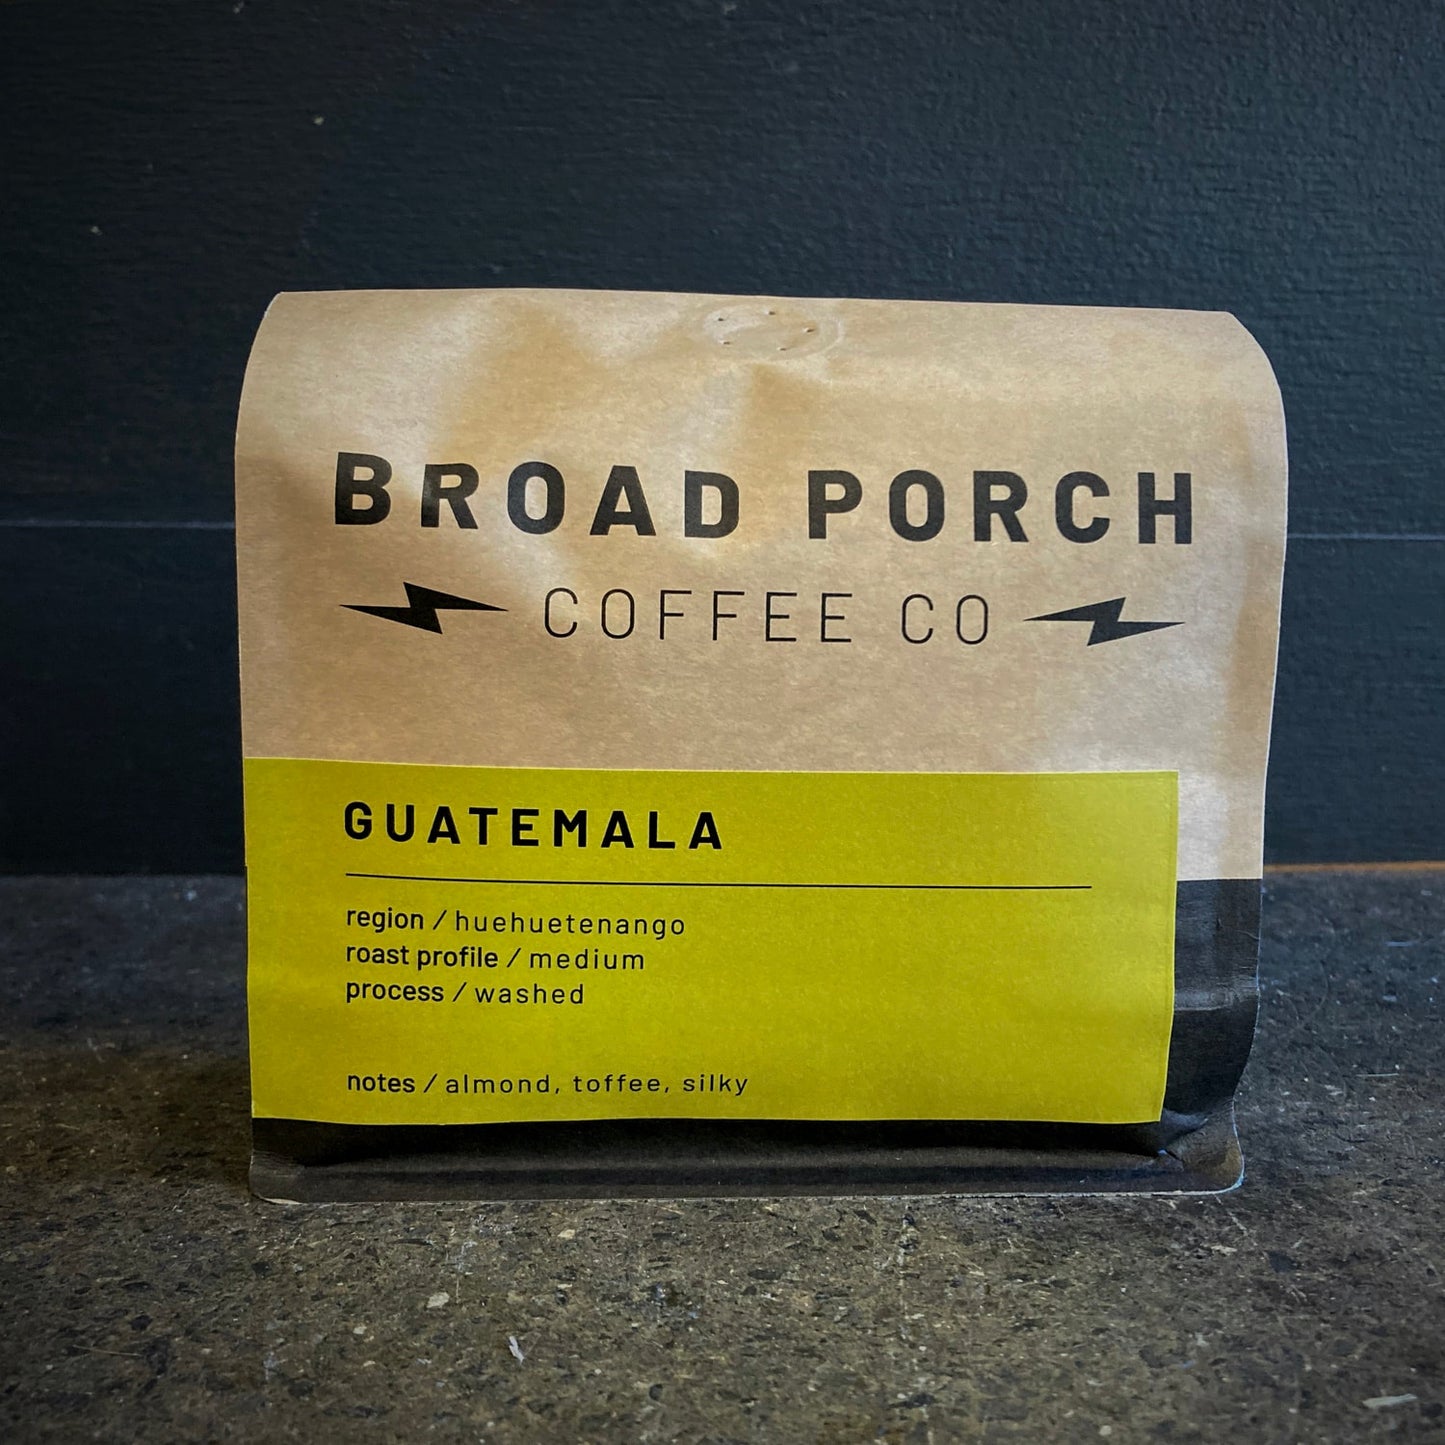 BROAD PORCH
COFFEE CO
GUATEMALA
region / huehuetenango
roast profile / medium
process / washed
notes / almond, toffee, silky